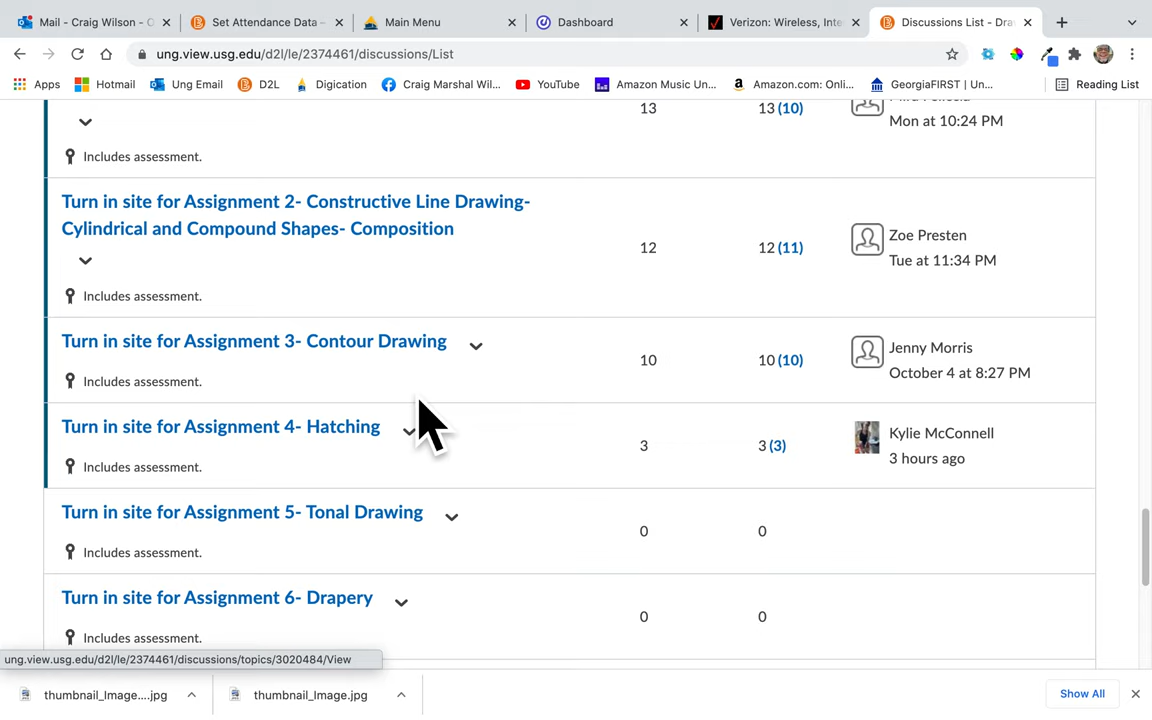 Mail - Craig Wilson - O
Set Attendance Data -
Main Menu
Dashboard
Verizon: Wireless, Inte
Discussions List - Dra
ung.view.usg.edu/d2l/le/2374461/discussions/List
Apps
Hotmail
Ung Email
D2L
Digication
Craig Marshal Wil...
YouTube
Amazon Music Un...
Amazon.com: Onli...
GeorgiaFIRST | Un...
Reading List
13
13 (10)
Mon at 10:24 PM
Includes assessment.
Turn in site for Assignment 2- Constructive Line Drawing-
Cylindrical and Compound Shapes- Composition
12
12 (11)
Zoe Presten
Tue at 11:34 PM
Includes assessment.
Turn in site for Assignment 3- Contour Drawing
10
10 (10)
Jenny Morris
October 4 at 8:27 PM
Includes assessment.
Turn in site for Assignment 4- Hatching
3
3 (3)
Kylie McConnell
3 hours ago
Includes assessment.
Turn in site for Assignment 5- Tonal Drawing
0
0
Includes assessment.
Turn in site for Assignment 6- Drapery
0
0
Includes assessment.
ung.view.usg.edu/d2l/le/2374461/discussions/topics/3020484/View
thumbnail_Image....jpg
thumbnail_Image.jpg
Show All